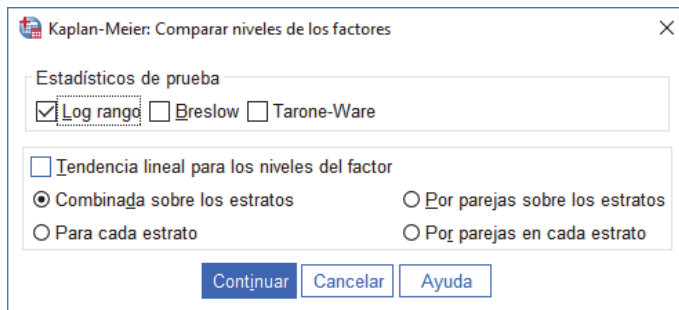 Kaplan-Meier: Comparar niveles de los factores
Estadísticos de prueba
Log rango Breslow Tarone-Ware
Tendencia lineal para los niveles del factor
Combinada sobre los estratos Por parejas sobre los estratos
Para cada estrato Por parejas en cada estrato
Continuar Cancelar Ayuda